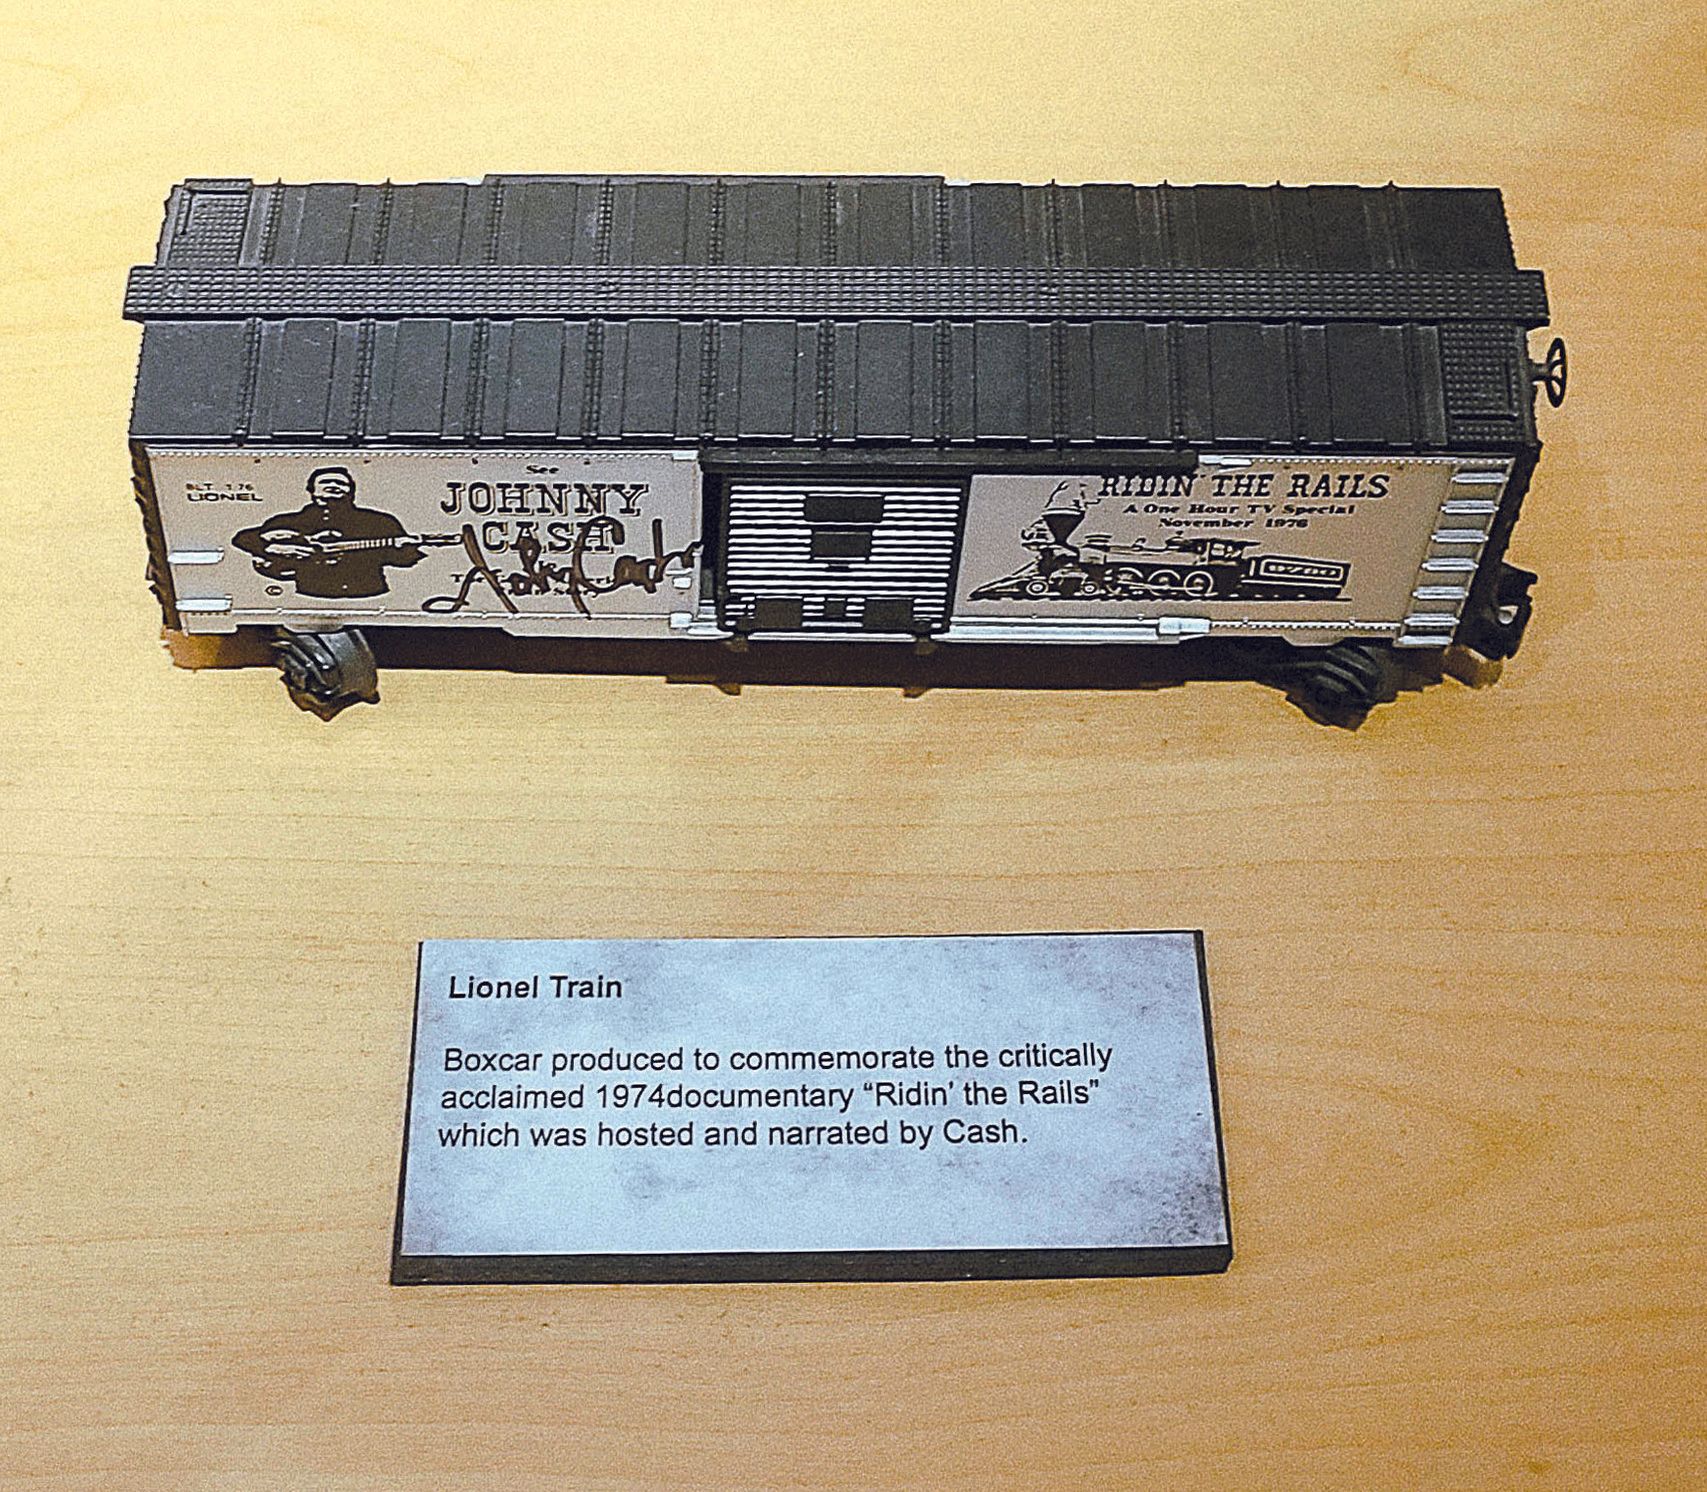 BLT 1-76
LIONEL
See
JOHNNY
CASH
©
RIDIN' THE RAILS
A One Hour TV Special
November 1976
9780
Lionel Train
Boxcar produced to commemorate the critically
acclaimed 1974documentary “Ridin’ the Rails”
which was hosted and narrated by Cash.